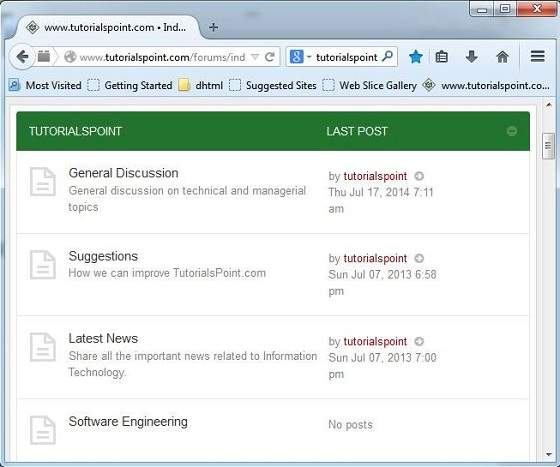 www.tutorialspoint.com • Ind...
www.tutorialspoint.com/forums/ind
tutorialspoint
Most Visited Getting Started dhtml Suggested Sites Web Slice Gallery www.tutorialspoint.co...
TUTORIALSPOINT LAST POST
General Discussion
General discussion on technical and managerial
topics
by tutorialspoint
Thu Jul 17, 2014 7:11
am
Suggestions
How we can improve TutorialsPoint.com
by tutorialspoint
Sun Jul 07, 2013 6:58
pm
Latest News
Share all the important news related to Information
Technology.
by tutorialspoint
Sun Jul 07, 2013 7:00
pm
Software Engineering
No posts